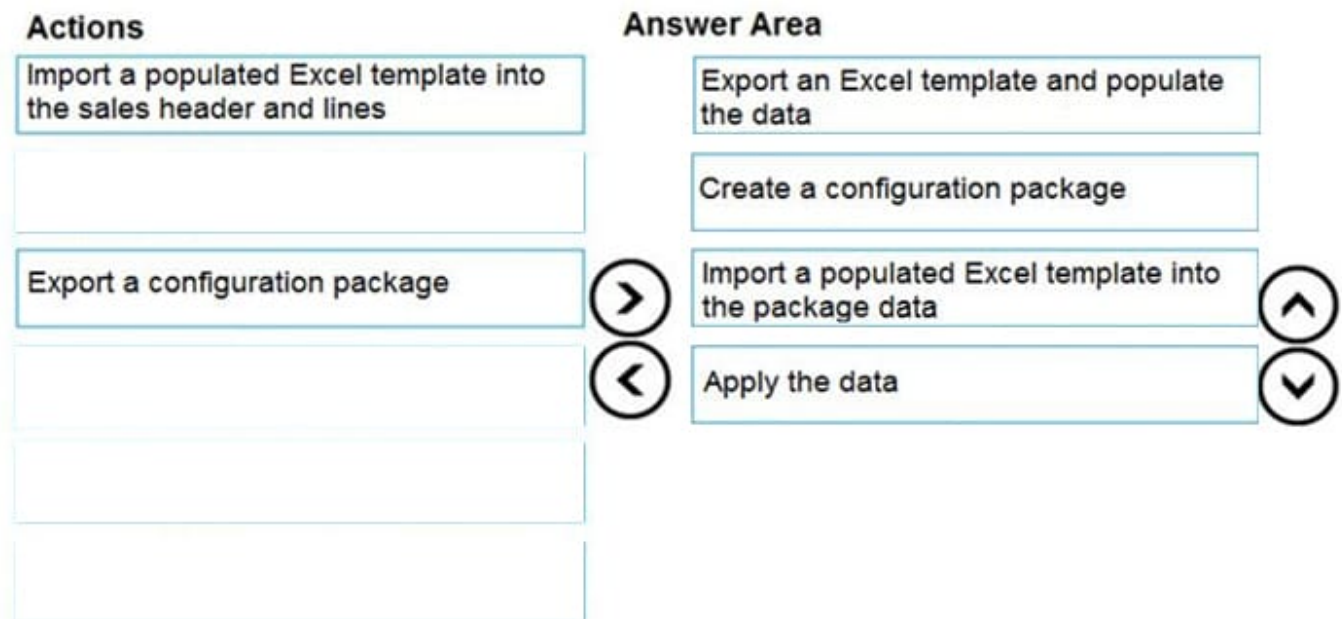 Actions
Import a populated Excel template into
the sales header and lines
Export a configuration package
Answer Area
Export an Excel template and populate
the data
Create a configuration package
Import a populated Excel template into
the package data
Apply the data